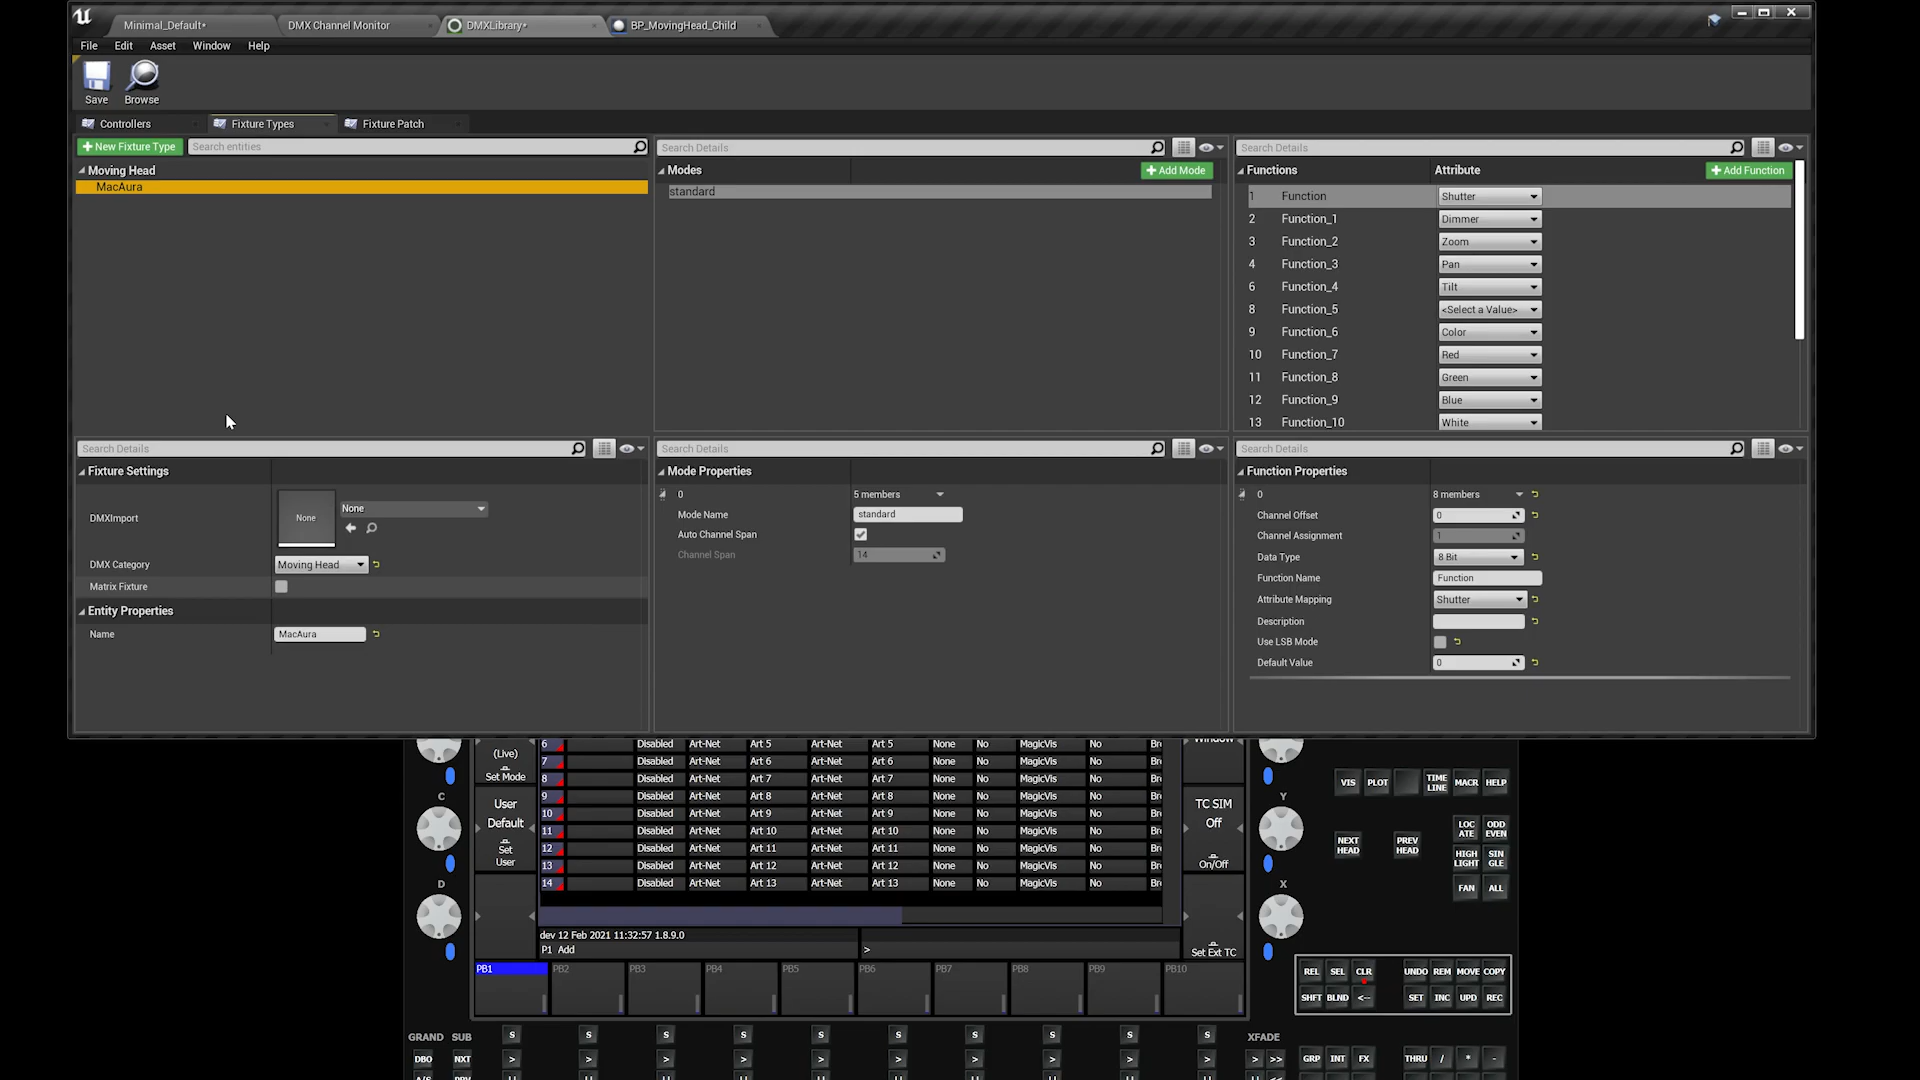 Minimal_Default*
DMX Channel Monitor
DMXLibrary*
BP_MovingHead_Child
File Edit Asset Window Help
Save Browse
Controllers Fixture Types Fixture Patch
New Fixture Type Search entities
Moving Head
MacAura
Search Details
Modes Add Mode
standard
Search Details
Functions Attribute Add Function
1 Function Shutter
2 Function_1 Dimmer
3 Function_2 Zoom
4 Function_3 Pan
6 Function_4 Tilt
8 Function_5 <Select a Value>
9 Function_6 Color
10 Function_7 Red
11 Function_8 Green
12 Function_9 Blue
13 Function_10 White
Search Details
Fixture Settings
DMXImport None None
DMX Category Moving Head
Matrix Fixture
Entity Properties
Name MacAura
Search Details
Mode Properties
0 5 members
Mode Name standard
Auto Channel Span
Channel Span 14
Search Details
Function Properties
0 8 members
Channel Offset 0
Channel Assignment 1
Data Type 8 Bit
Function Name Function
Attribute Mapping Shutter
Description
Use LSB Mode
Default Value 0
(Live)
Set Mode
User
Default
Set
User
6 Disabled Art-Net Art 5 Art-Net Art 5 None No MagicVis No Br
7 Disabled Art-Net Art 6 Art-Net Art 6 None No MagicVis No Br
8 Disabled Art-Net Art 7 Art-Net Art 7 None No MagicVis No Br
9 Disabled Art-Net Art 8 Art-Net Art 8 None No MagicVis No Br
10 Disabled Art-Net Art 9 Art-Net Art 9 None No MagicVis No Br
11 Disabled Art-Net Art 10 Art-Net Art 10 None No MagicVis No Br
12 Disabled Art-Net Art 11 Art-Net Art 11 None No MagicVis No Br
13 Disabled Art-Net Art 12 Art-Net Art 12 None No MagicVis No Br
14 Disabled Art-Net Art 13 Art-Net Art 13 None No MagicVis No Br
Window
TC SIM
Off
On/Off
Set Ext TC
dev 12 Feb 2021 11:32:57 1.8.9.0
P1 Add >
PB1 PB2 PB3 PB4 PB5 PB6 PB7 PB8 PB9 PB10
C
D
Y
X
VIS PLOT TIME LINE MACR HELP
LOC ATE ODD EVEN
NEXT HEAD PREV HEAD HIGH LIGHT SIN GLE
FAN ALL
REL SEL CLR UNDO REM MOVE COPY
SHFT BLND <-- SET INC UPD REC
GRAND SUB S S S S S S S S S S XFADE
DBO NXT > > > > > > > > > > > >> GRP INT FX THRU / * -